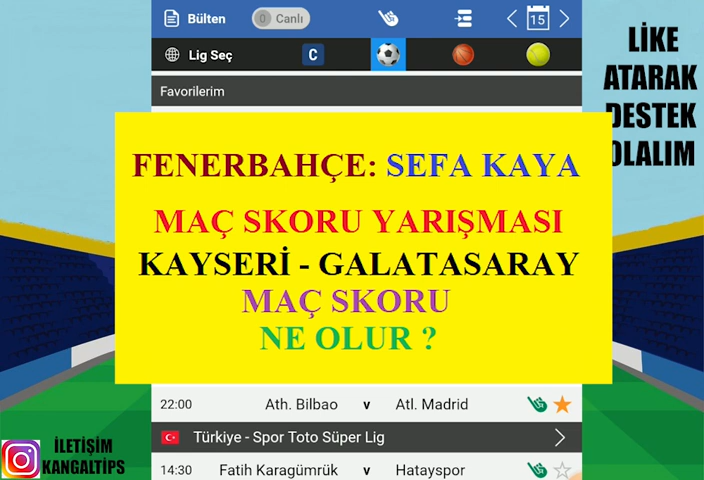 Bülten
0 Canlı
15
Lig Seç
C
Favorilerim
LİKE
ATARAK
DESTEK
OLALIM
FENERBAHÇE: SEFA KAYA
MAÇ SKORU YARIŞMASI
KAYSERİ - GALATASARAY
MAÇ SKORU
NE OLUR ?
22:00 Ath. Bilbao v Atl. Madrid
Türkiye - Spor Toto Süper Lig
14:30 Fatih Karagümrük v Hatayspor
İLETİŞİM
KANGALTİPS